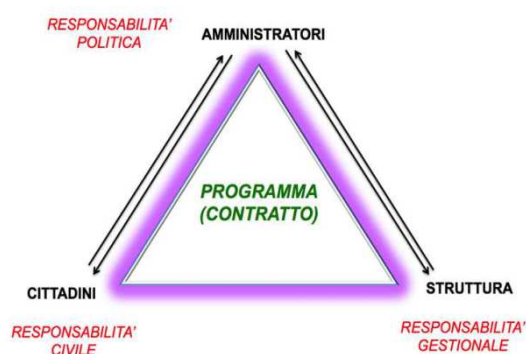 RESPONSABILITA'
POLITICA
AMMINISTRATORI
PROGRAMMA
(CONTRATTO)
CITTADINI
STRUTTURA
RESPONSABILITA'
CIVILE
RESPONSABILITA'
GESTIONALE